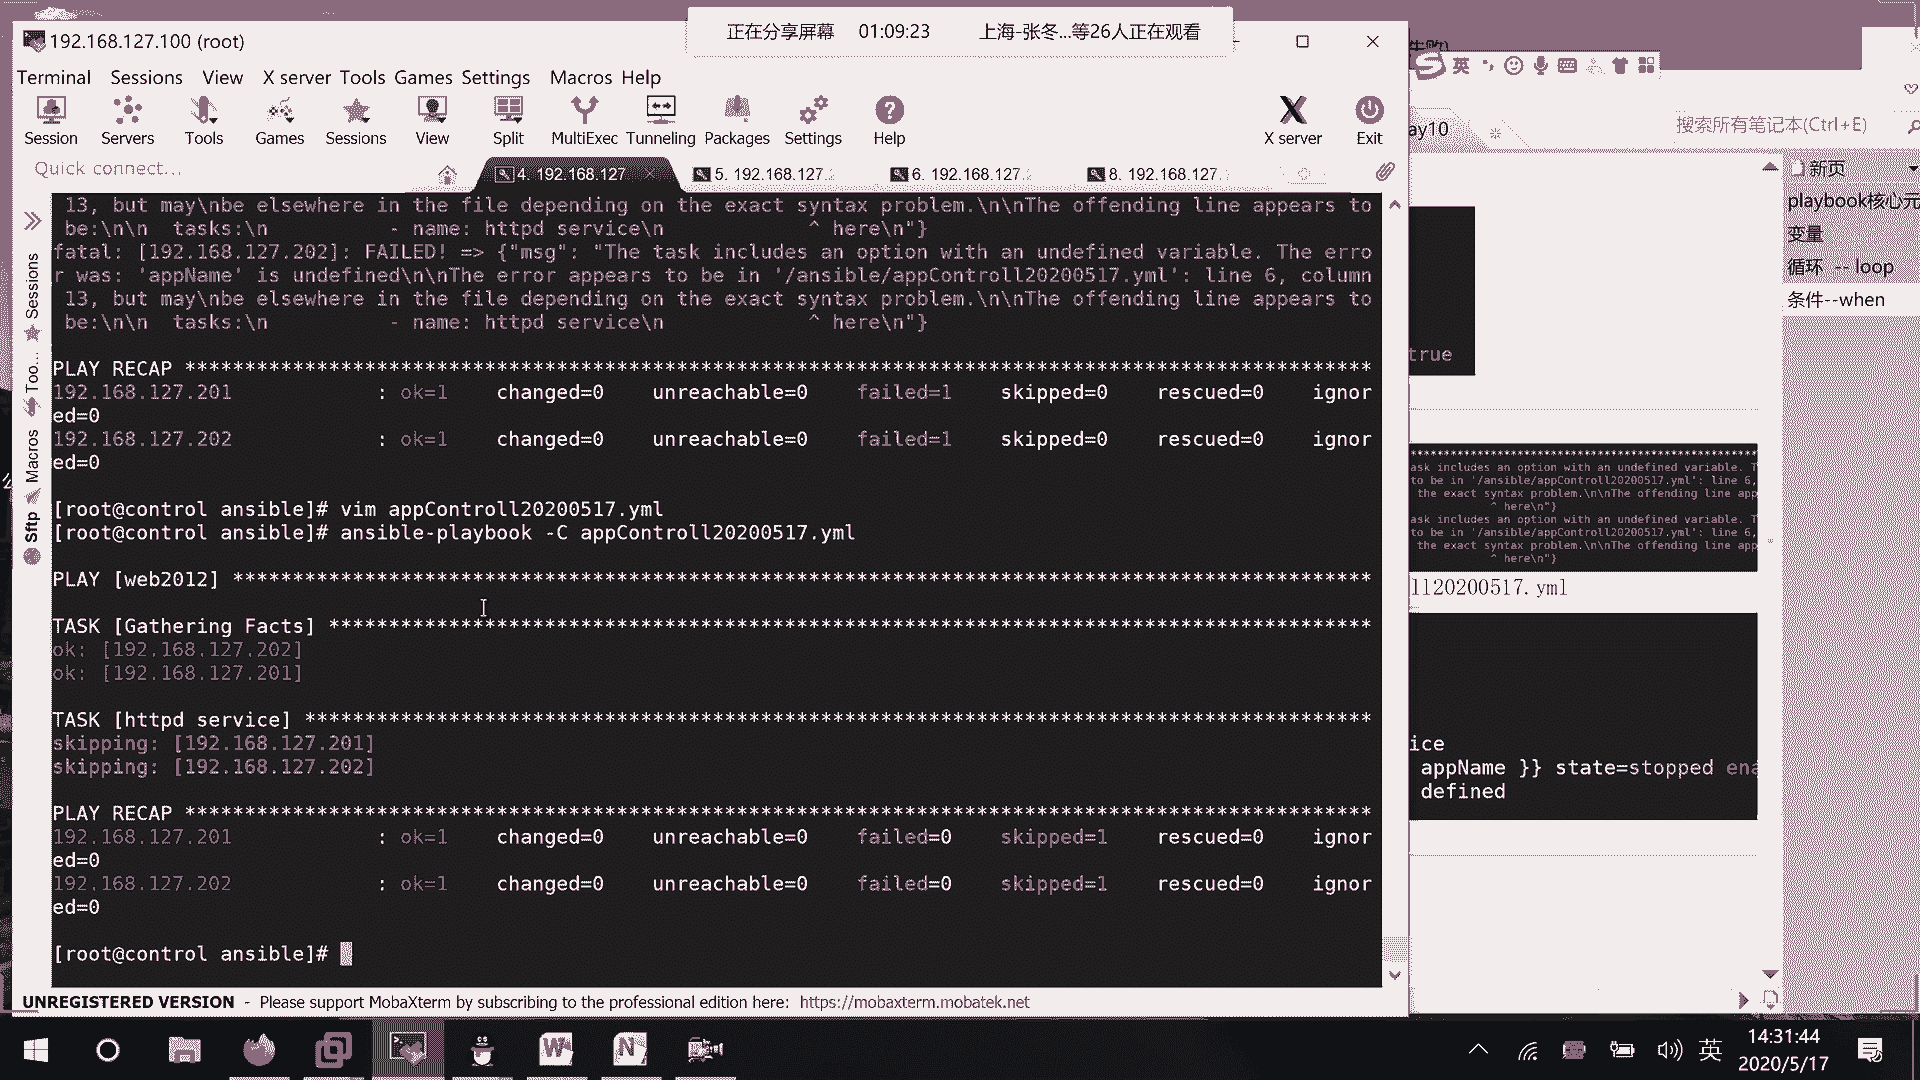 正在分享屏幕 01:09:23 上海-张冬...等26人正在观看
192.168.127.100 (root)
Terminal Sessions View X server Tools Games Settings Macros Help
Session Servers Tools Games Sessions View Split MultiExec Tunneling Packages Settings Help X server Exit
Quick connect...
4. 192.168.127 5. 192.168.127. 6. 192.168.127. 8. 192.168.127.
13, but may\nbe elsewhere in the file depending on the exact syntax problem.\n\nThe offending line appears to
be:\n\n  tasks:\n          - name: httpd service\n            ^ here\n"}
fatal: [192.168.127.202]: FAILED! => {"msg": "The task includes an option with an undefined variable. The erro
r was: 'appName' is undefined\n\nThe error appears to be in '/ansible/appControll20200517.yml': line 6, column
13, but may\nbe elsewhere in the file depending on the exact syntax problem.\n\nThe offending line appears to
be:\n\n  tasks:\n          - name: httpd service\n            ^ here\n"}
PLAY RECAP *********************************************************************
192.168.127.201 : ok=1 changed=0 unreachable=0 failed=1 skipped=0 rescued=0 ignor
ed=0
192.168.127.202 : ok=1 changed=0 unreachable=0 failed=1 skipped=0 rescued=0 ignor
ed=0
[root@control ansible]# vim appControll20200517.yml
[root@control ansible]# ansible-playbook -C appControll20200517.yml
PLAY [web2012] *********************************************************************
TASK [Gathering Facts] *********************************************************************
ok: [192.168.127.202]
ok: [192.168.127.201]
TASK [httpd service] *********************************************************************
skipping: [192.168.127.201]
skipping: [192.168.127.202]
PLAY RECAP *********************************************************************
192.168.127.201 : ok=1 changed=0 unreachable=0 failed=0 skipped=1 rescued=0 ignor
ed=0
192.168.127.202 : ok=1 changed=0 unreachable=0 failed=0 skipped=1 rescued=0 ignor
ed=0
[root@control ansible]#
Sessions
Too...
Macros
Sftp
UNREGISTERED VERSION - Please support MobaXterm by subscribing to the professional edition here: https://mobaxterm.mobatek.net
英
ay10
搜索所有笔记本(Ctrl+E)
新页
playbook核心元
变量
循环 -- loop
条件--when
true
ask includes an option with an undefined variable. T
to be in '/ansible/appControll20200517.yml': line 6,
the exact syntax problem.\n\nThe offending line app
^ here\n"}
ask includes an option with an undefined variable. T
to be in '/ansible/appControll20200517.yml': line 6,
the exact syntax problem.\n\nThe offending line app
^ here\n"}
ll20200517.yml
ice
appName }} state=stopped ena
defined
英
14:31:44
2020/5/17